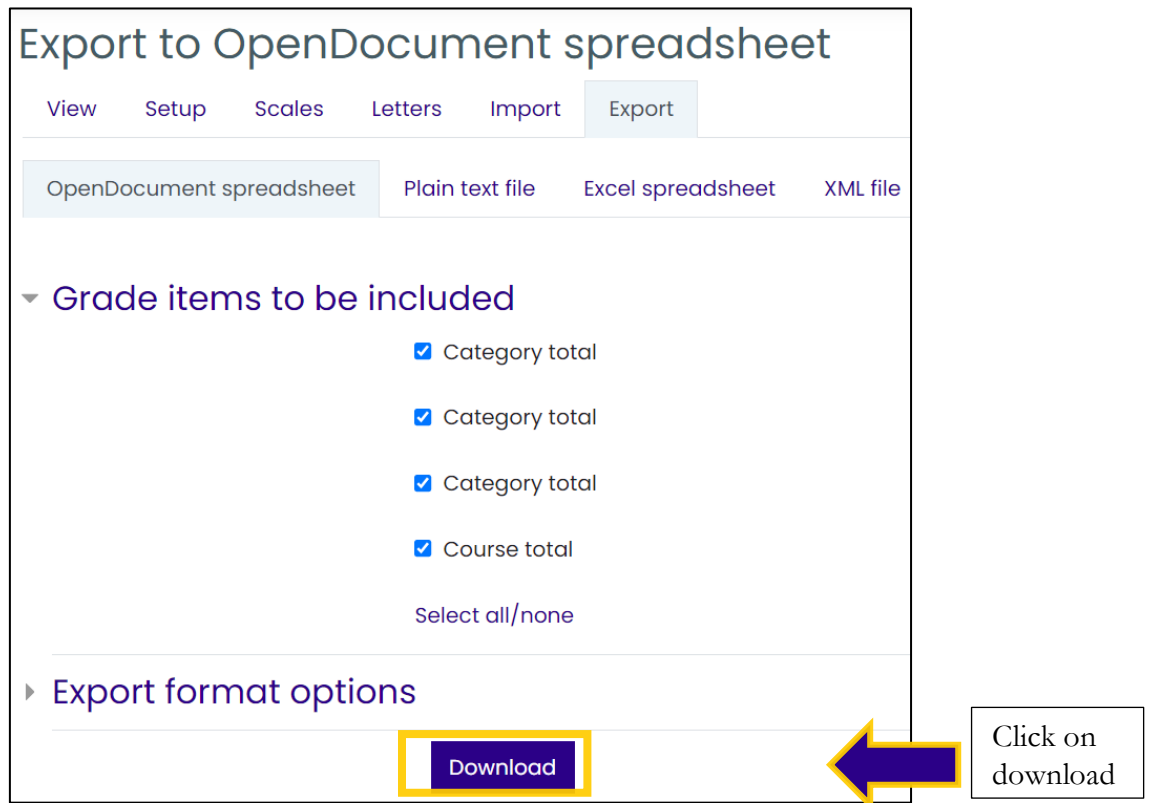 Export to OpenDocument spreadsheet
View Setup Scales Letters Import Export
OpenDocument spreadsheet Plain text file Excel spreadsheet XML file
Grade items to be included
Category total
Category total
Category total
Course total
Select all/none
Export format options
Download
Click on
download